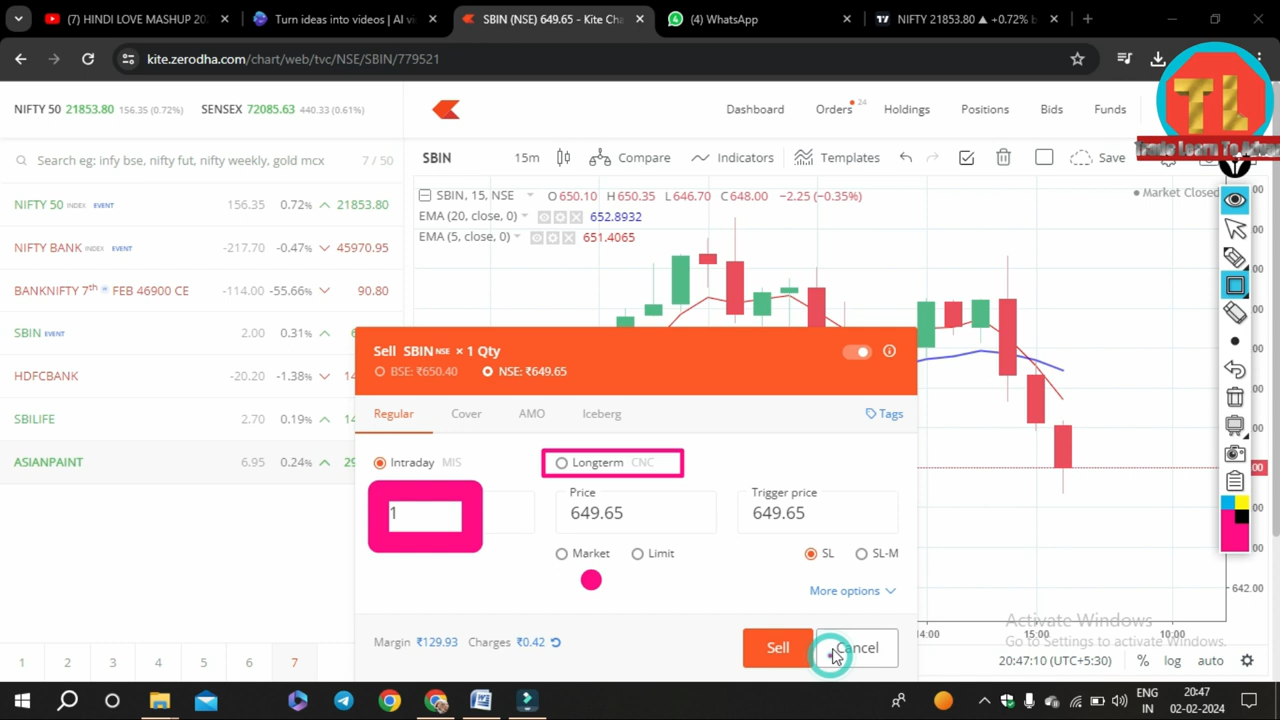 (7) HINDI LOVE MASHUP 20
Turn ideas into videos | AI vi
SBIN (NSE) 649.65 - Kite Cha
(4) WhatsApp
NIFTY 21853.80 ▲ +0.72%
kite.zerodha.com/chart/web/tvc/NSE/SBIN/779521
TL
Trade Learn To
NIFTY 50 21853.80 156.35 (0.72%) SENSEX 72085.63 440.33 (0.61%)
Dashboard Orders 24 Holdings Positions Bids Funds
Search eg: infy bse, nifty fut, nifty weekly, gold mcx 7 / 50
SBIN 15m Compare Indicators Templates Save
NIFTY 50 INDEX EVENT 156.35 0.72% 21853.80
NIFTY BANK INDEX EVENT -217.70 -0.47% 45970.95
BANKNIFTY 7th FEB 46900 CE -114.00 -55.66% 90.80
SBIN EVENT 2.00 0.31%
HDFCBANK -20.20 -1.38%
SBILIFE 2.70 0.19%
ASIANPAINT 6.95 0.24%
SBIN, 15, NSE O650.10 H650.35 L646.70 C648.00 −2.25 (−0.35%)
Market Closed
EMA (20, close, 0) 652.8932
EMA (5, close, 0) 651.4065
Sell SBIN NSE × 1 Qty
BSE: ₹650.40 NSE: ₹649.65
Regular Cover AMO Iceberg Tags
Intraday MIS Longterm CNC
Price Trigger price
1 649.65 649.65
Market Limit SL SL-M
More options
Margin ₹129.93 Charges ₹0.42
Sell Cancel
642.00
14:00 15:00 10:00
Activate Windows
Go to Settings to activate Windows.
20:47:10 (UTC+5:30) % log auto
1 2 3 4 5 6 7
ENG
IN
20:47
02-02-2024